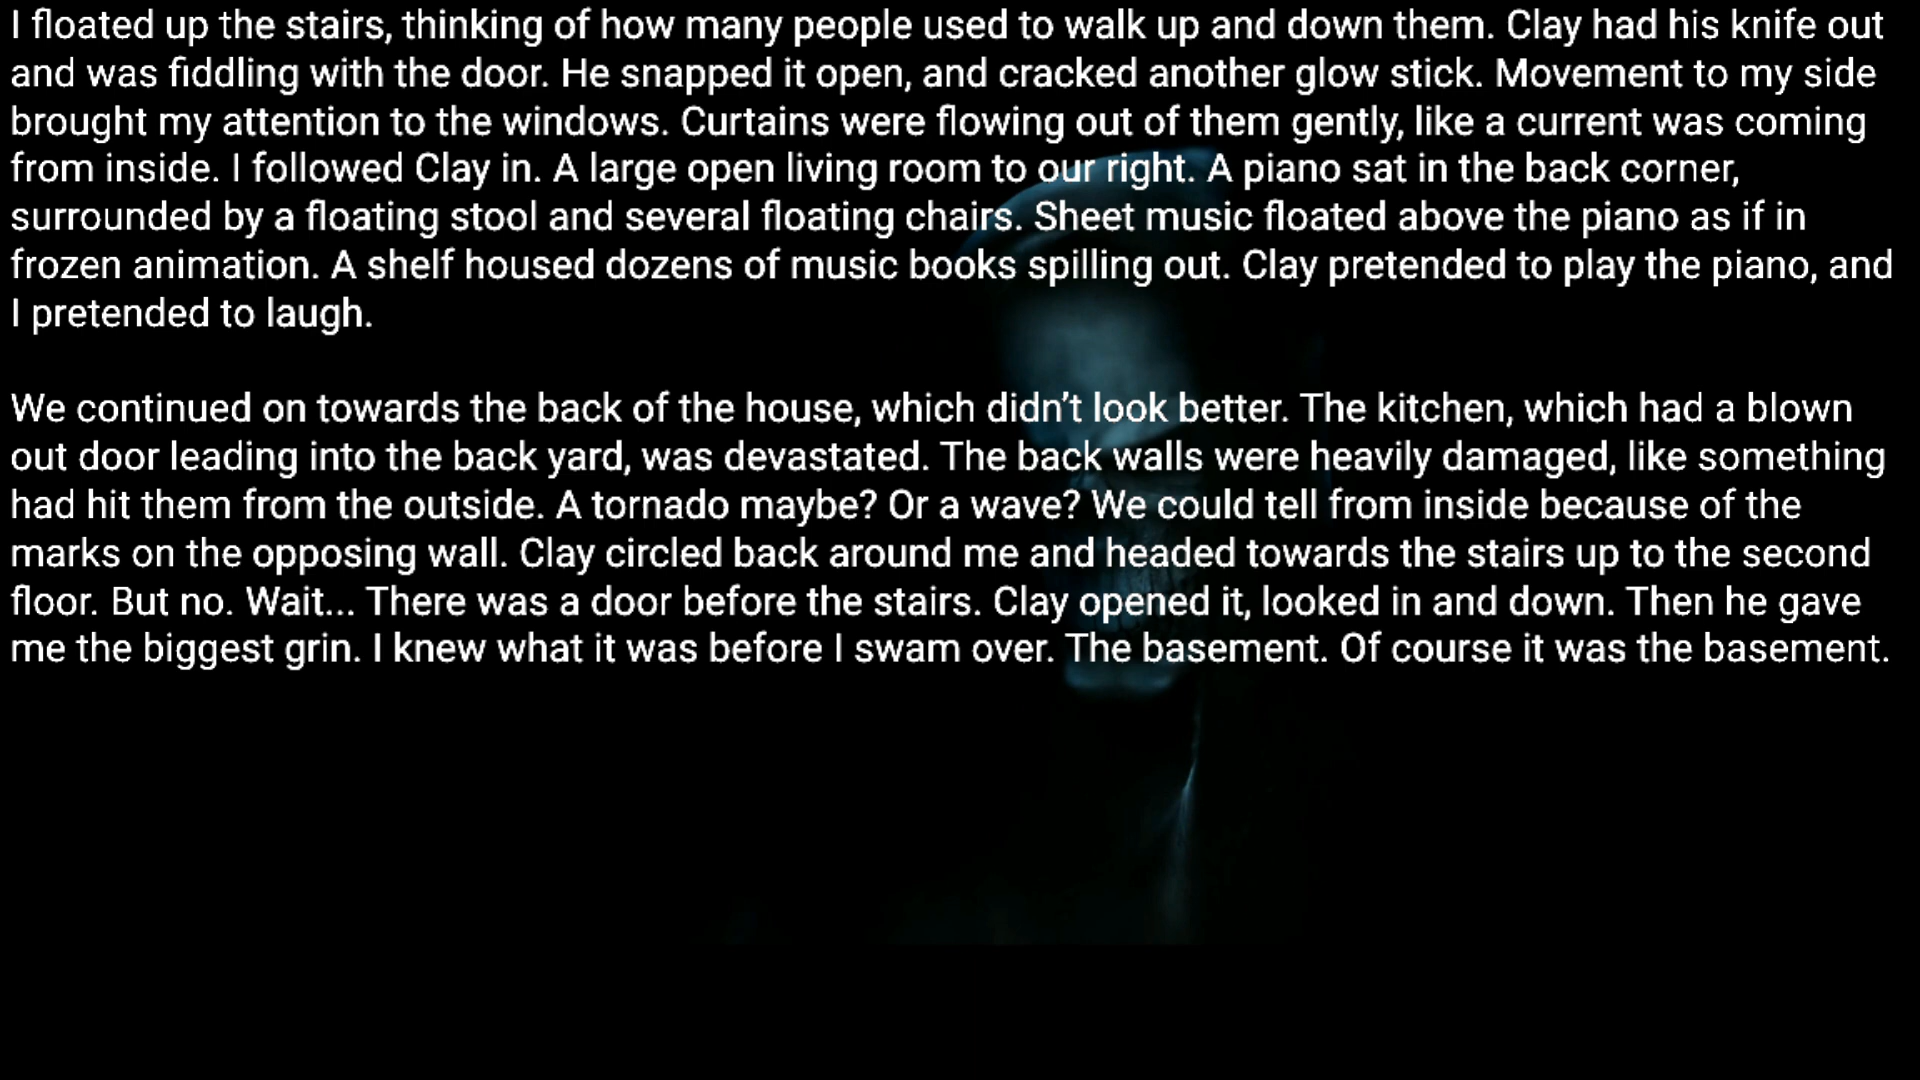 I floated up the stairs, thinking of how many people used to walk up and down them. Clay had his knife out
and was fiddling with the door. He snapped it open, and cracked another glow stick. Movement to my side
brought my attention to the windows. Curtains were flowing out of them gently, like a current was coming
from inside. I followed Clay in. A large open living room to our right. A piano sat in the back corner,
surrounded by a floating stool and several floating chairs. Sheet music floated above the piano as if in
frozen animation. A shelf housed dozens of music books spilling out. Clay pretended to play the piano, and
I pretended to laugh.
We continued on towards the back of the house, which didn’t look better. The kitchen, which had a blown
out door leading into the back yard, was devastated. The back walls were heavily damaged, like something
had hit them from the outside. A tornado maybe? Or a wave? We could tell from inside because of the
marks on the opposing wall. Clay circled back around me and headed towards the stairs up to the second
floor. But no. Wait... There was a door before the stairs. Clay opened it, looked in and down. Then he gave
me the biggest grin. I knew what it was before I swam over. The basement. Of course it was the basement.